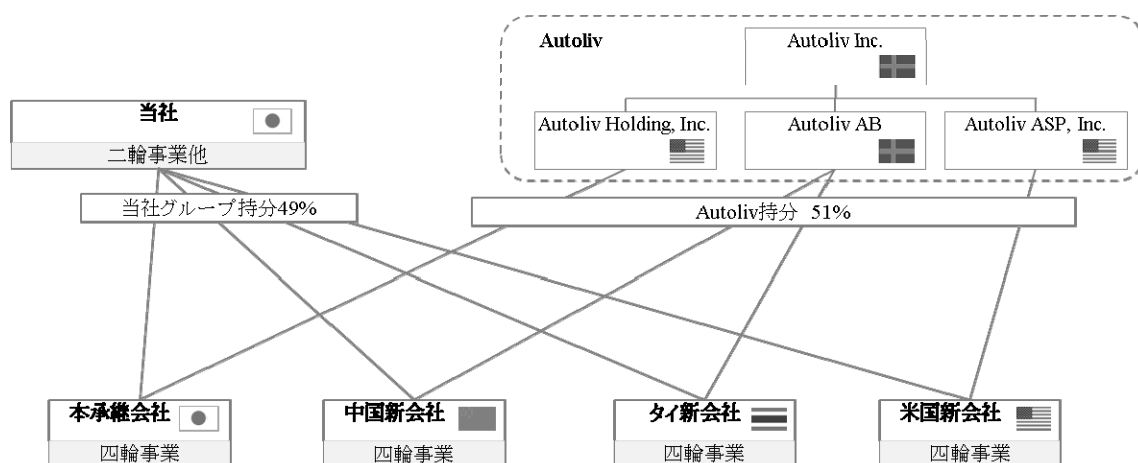 Autoliv
Autoliv Inc.
当社
二輪事業他
Autoliv Holding, Inc.
Autoliv AB
Autoliv ASP, Inc.
当社グループ持分49%
Autoliv持分 51%
本承継会社
四輪事業
中国新会社
四輪事業
タイ新会社
四輪事業
米国新会社
四輪事業